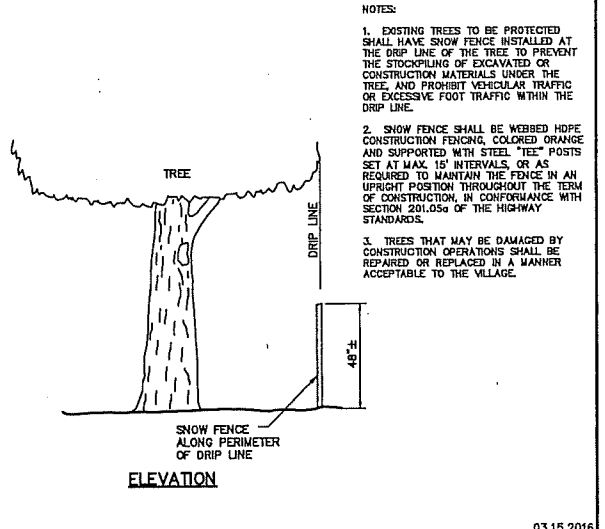 NOTES:
1. EXISTING TREES TO BE PROTECTED
SHALL HAVE SNOW FENCE INSTALLED AT
THE DRIP LINE OF THE TREE TO PREVENT
THE STOCKPILING OF EXCAVATED OR
CONSTRUCTION MATERIALS UNDER THE
TREE, AND PROHIBIT VEHICULAR TRAFFIC
OR EXCESSIVE FOOT TRAFFIC WITHIN THE
DRIP LINE.
2. SNOW FENCE SHALL BE WEBBED HDPE
CONSTRUCTION FENCING, COLORED ORANGE
AND SUPPORTED WITH STEEL "TEE" POSTS
SET AT MAX. 15' INTERVALS, OR AS
REQUIRED TO MAINTAIN THE FENCE IN AN
UPRIGHT POSITION THROUGHOUT THE TERM
OF CONSTRUCTION, IN CONFORMANCE WITH
SECTION 201.05a OF THE HIGHWAY
STANDARDS.
3. TREES THAT MAY BE DAMAGED BY
CONSTRUCTION OPERATIONS SHALL BE
REPAIRED OR REPLACED IN A MANNER
ACCEPTABLE TO THE VILLAGE.
TREE
DRIP LINE
48"±
SNOW FENCE
ALONG PERIMETER
OF DRIP LINE
ELEVATION
03.15.2016